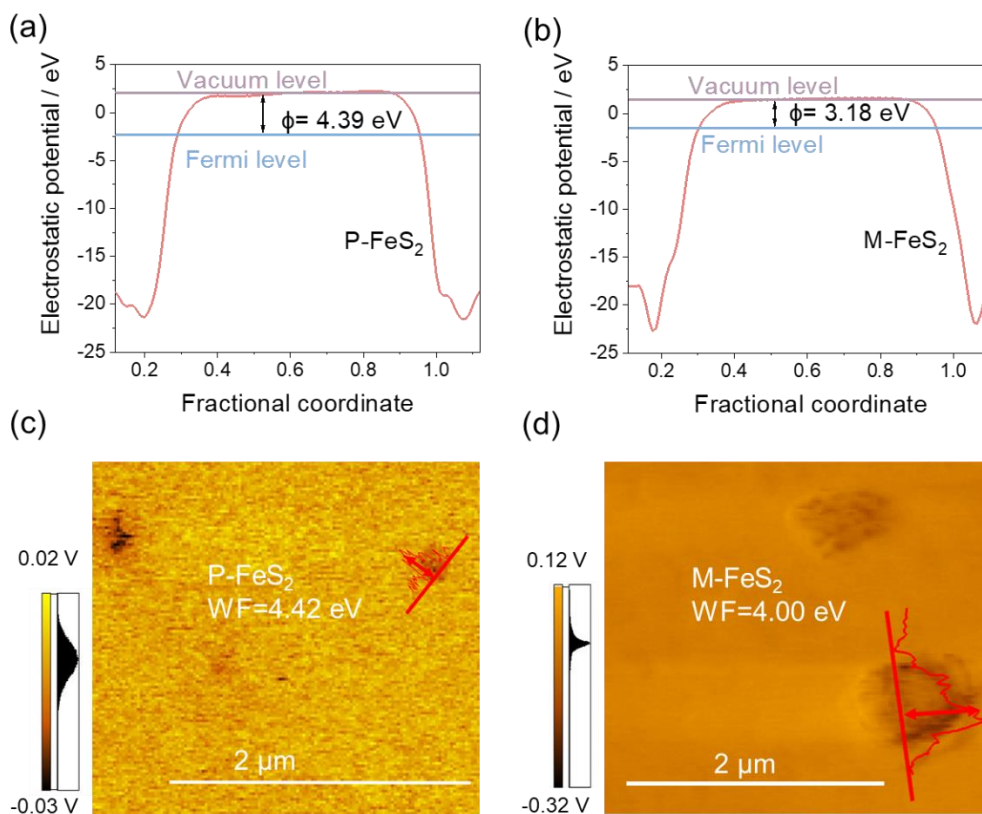 (a)
5
0
-5
-10
-15
-20
-25
Electrostatic potential / eV
Vacuum level
ϕ= 4.39 eV
Fermi level
P-FeS₂
0.2
0.4
0.6
0.8
1.0
Fractional coordinate
(b)
5
0
-5
-10
-15
-20
-25
Electrostatic potential / eV
Vacuum level
ϕ= 3.18 eV
Fermi level
M-FeS₂
0.2
0.4
0.6
0.8
1.0
Fractional coordinate
(c)
0.02 V
-0.03 V
P-FeS₂
WF=4.42 eV
2 µm
(d)
0.12 V
-0.32 V
M-FeS₂
WF=4.00 eV
2 µm